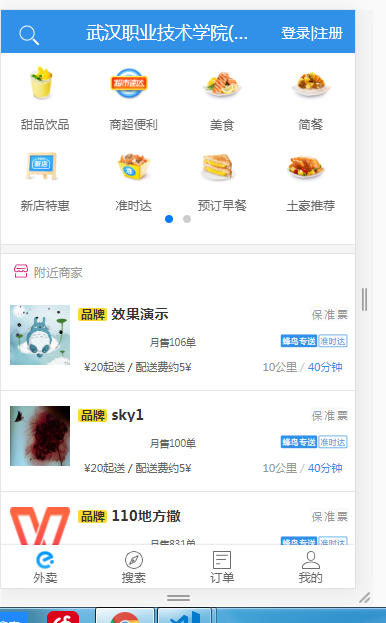 武汉职业技术学院(... 登录|注册
甜品饮品 商超便利 美食 简餐
新店特惠 准时达 预订早餐 土豪推荐
附近商家
品牌 效果演示 保准票
月售106单 蜂鸟专送 准时达
¥20起送 / 配送费约5¥ 10公里 / 40分钟
品牌 sky1 保准票
月售100单 蜂鸟专送 准时达
¥20起送 / 配送费约5¥ 10公里 / 40分钟
品牌 110地方撒 保准票
月售831单 蜂鸟专送 准时达
外卖 搜索 订单 我的